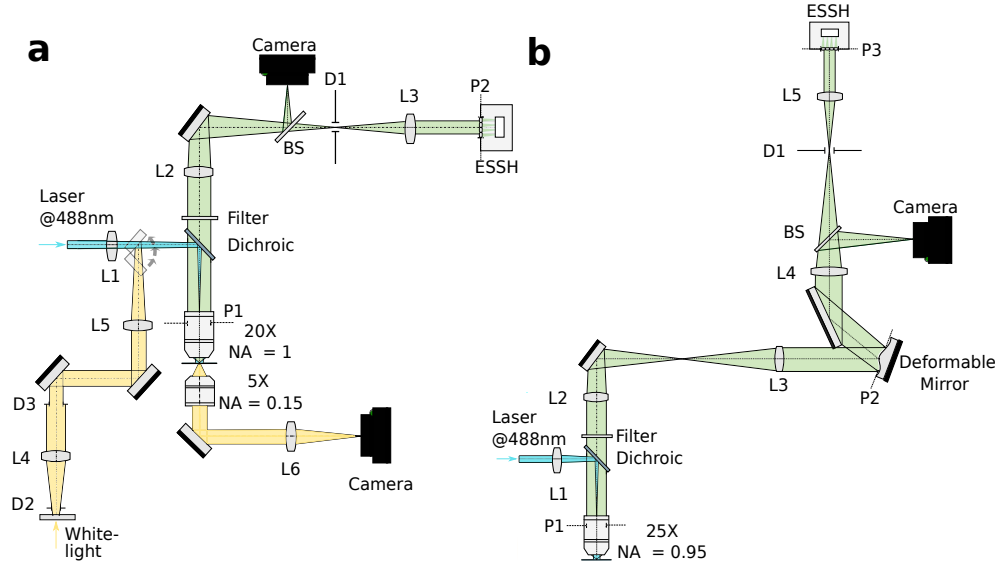 a
Camera
D1
P2
L3
BS
ESSH
L2
Laser
@488nm
Filter
Dichroic
L1
P1
20X
NA = 1
L5
5X
NA = 0.15
D3
L4
L6
D2
Camera
White-
light
b
ESSH
P3
L5
D1
Camera
BS
L4
Deformable
Mirror
L3
P2
L2
Laser
@488nm
Filter
Dichroic
L1
P1
25X
NA = 0.95